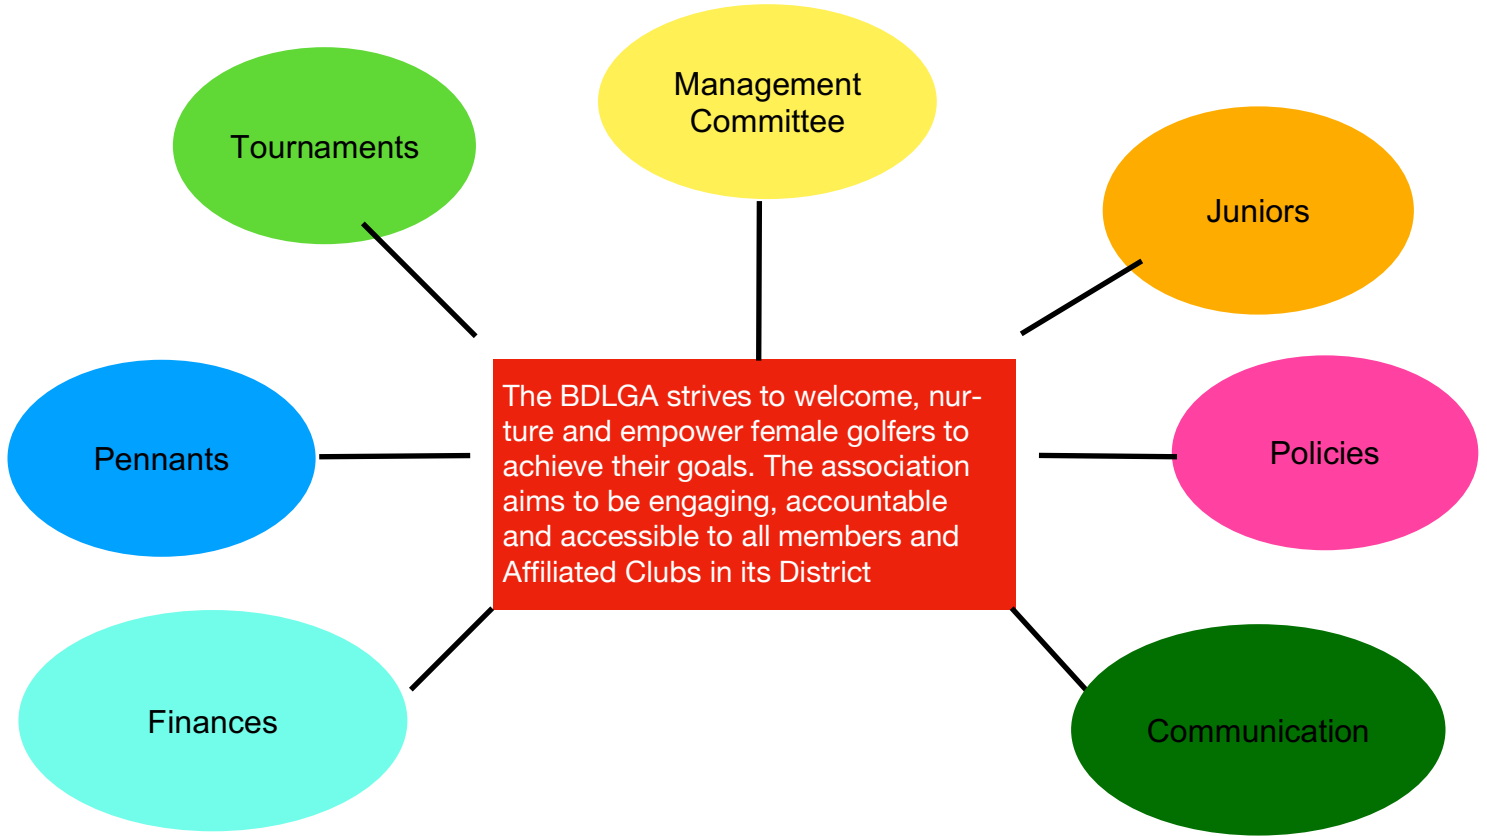 Management
Committee
Tournaments
Juniors
The BDLGA strives to welcome, nur-
ture and empower female golfers to
achieve their goals. The association
aims to be engaging, accountable
and accessible to all members and
Affiliated Clubs in its District
Pennants
Policies
Finances
Communication